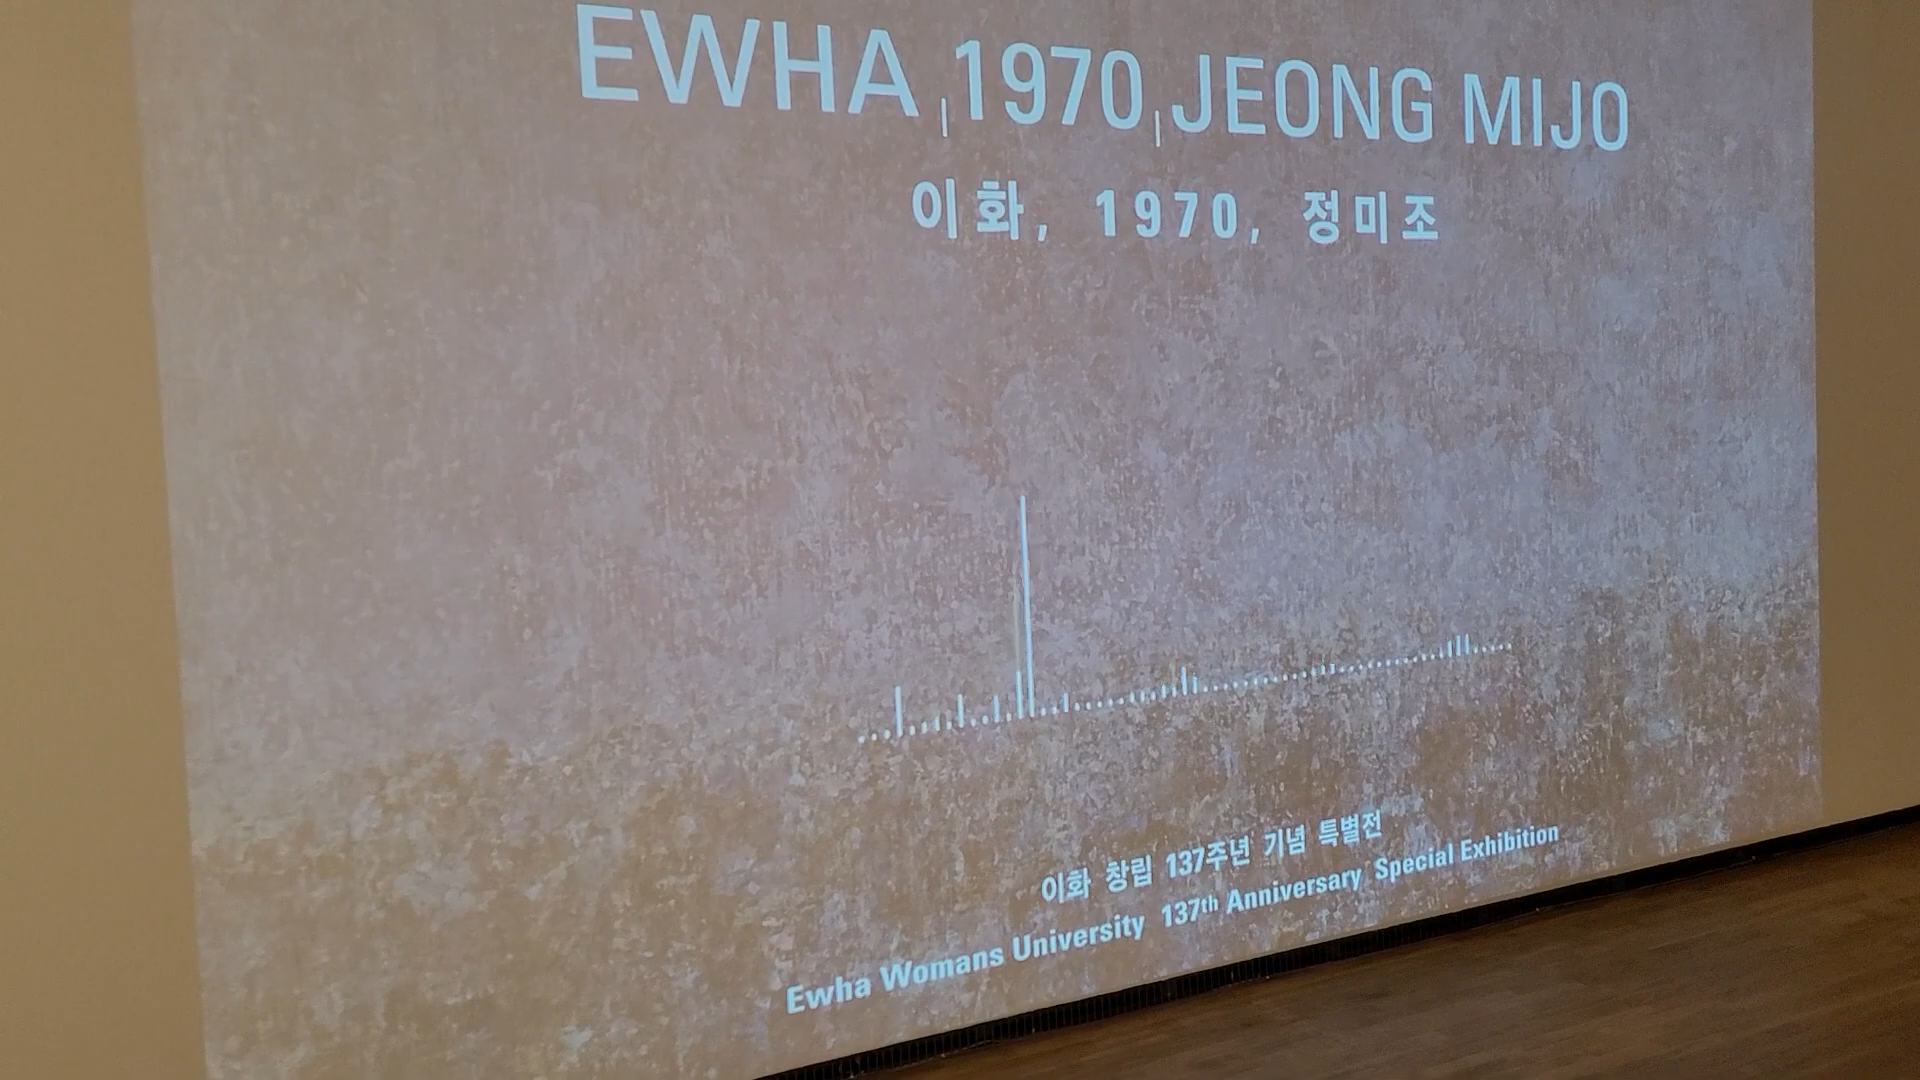 EWHA, 1970, JEONG MIJO
이화, 1970, 정미조
이화 창립 137주년 기념 특별전
Ewha Womans University 137th Anniversary Special Exhibition